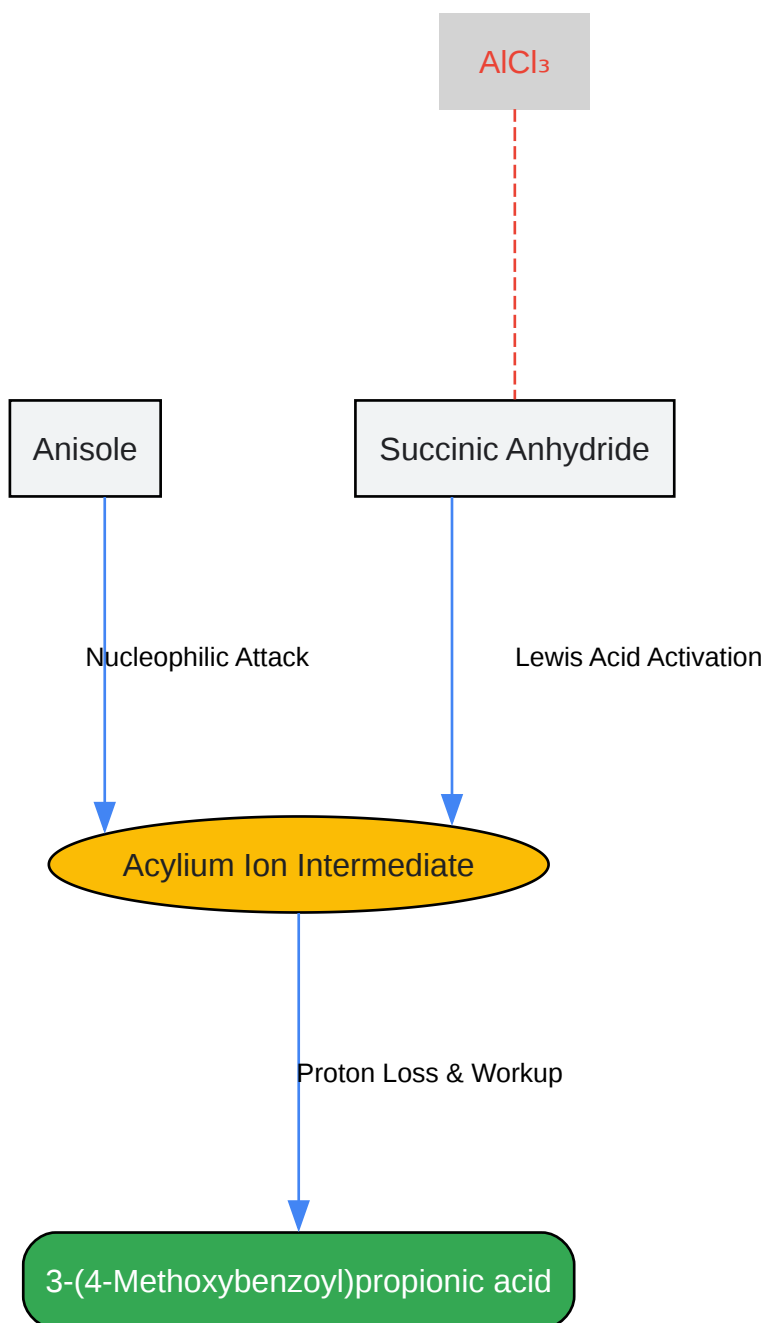 AlCl₃
Anisole
Succinic Anhydride
Nucleophilic Attack
Lewis Acid Activation
Acylium Ion Intermediate
Proton Loss & Workup
3-(4-Methoxybenzoyl)propionic acid